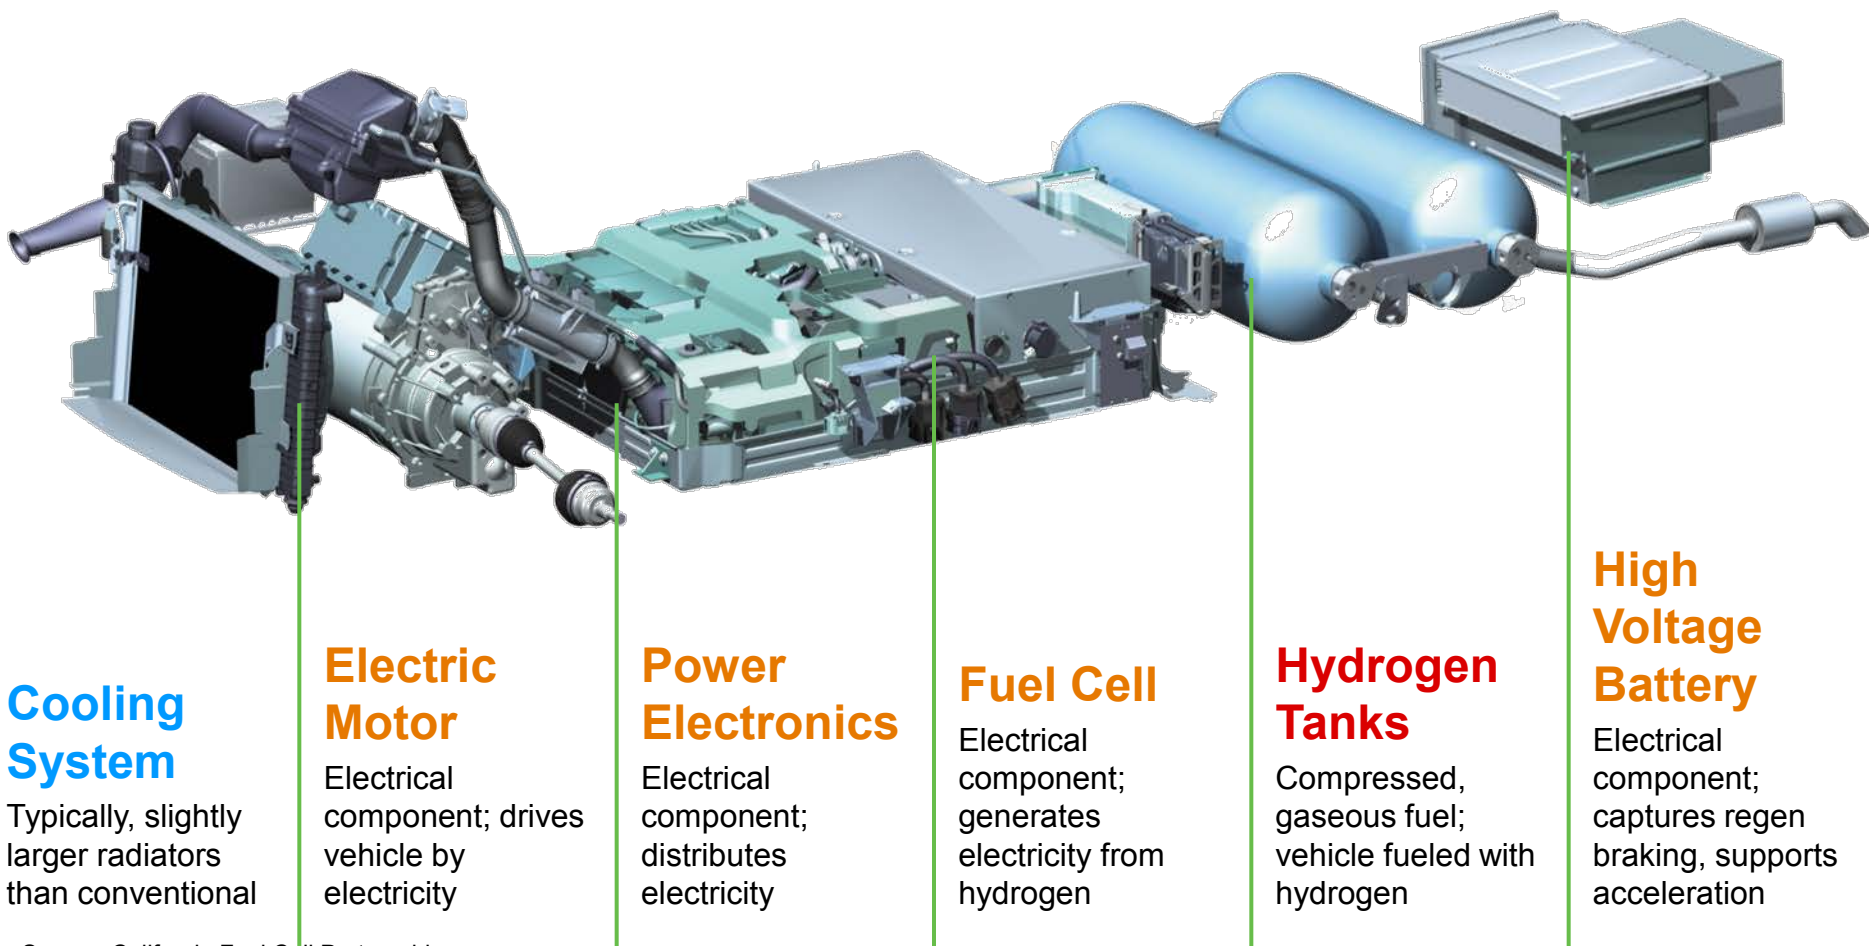 Cooling
System
Typically, slightly
larger radiators
than conventional
Electric
Motor
Electrical
component; drives
vehicle by
electricity
Power
Electronics
Electrical
component;
distributes
electricity
Fuel Cell
Electrical
component;
generates
electricity from
hydrogen
Hydrogen
Tanks
Compressed,
gaseous fuel;
vehicle fueled with
hydrogen
High
Voltage
Battery
Electrical
component;
captures regen
braking, supports
acceleration